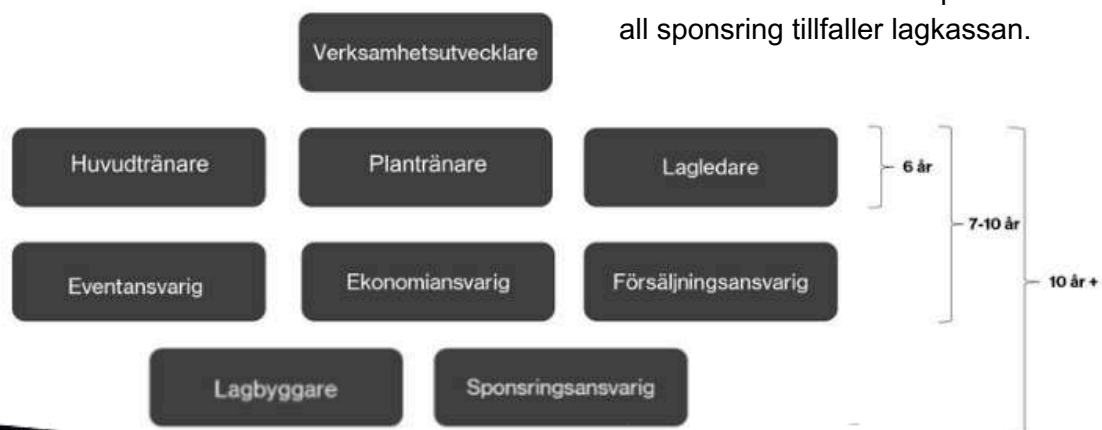 all sponsring tillfaller lagkassan.
Verksamhetsutvecklare
Huvudtränare
Plantränare
Lagledare
6 år
7-10 år
Eventansvarig
Ekonomiansvarig
Försäljningsansvarig
10 år +
Lagbyggare
Sponsringsansvarig